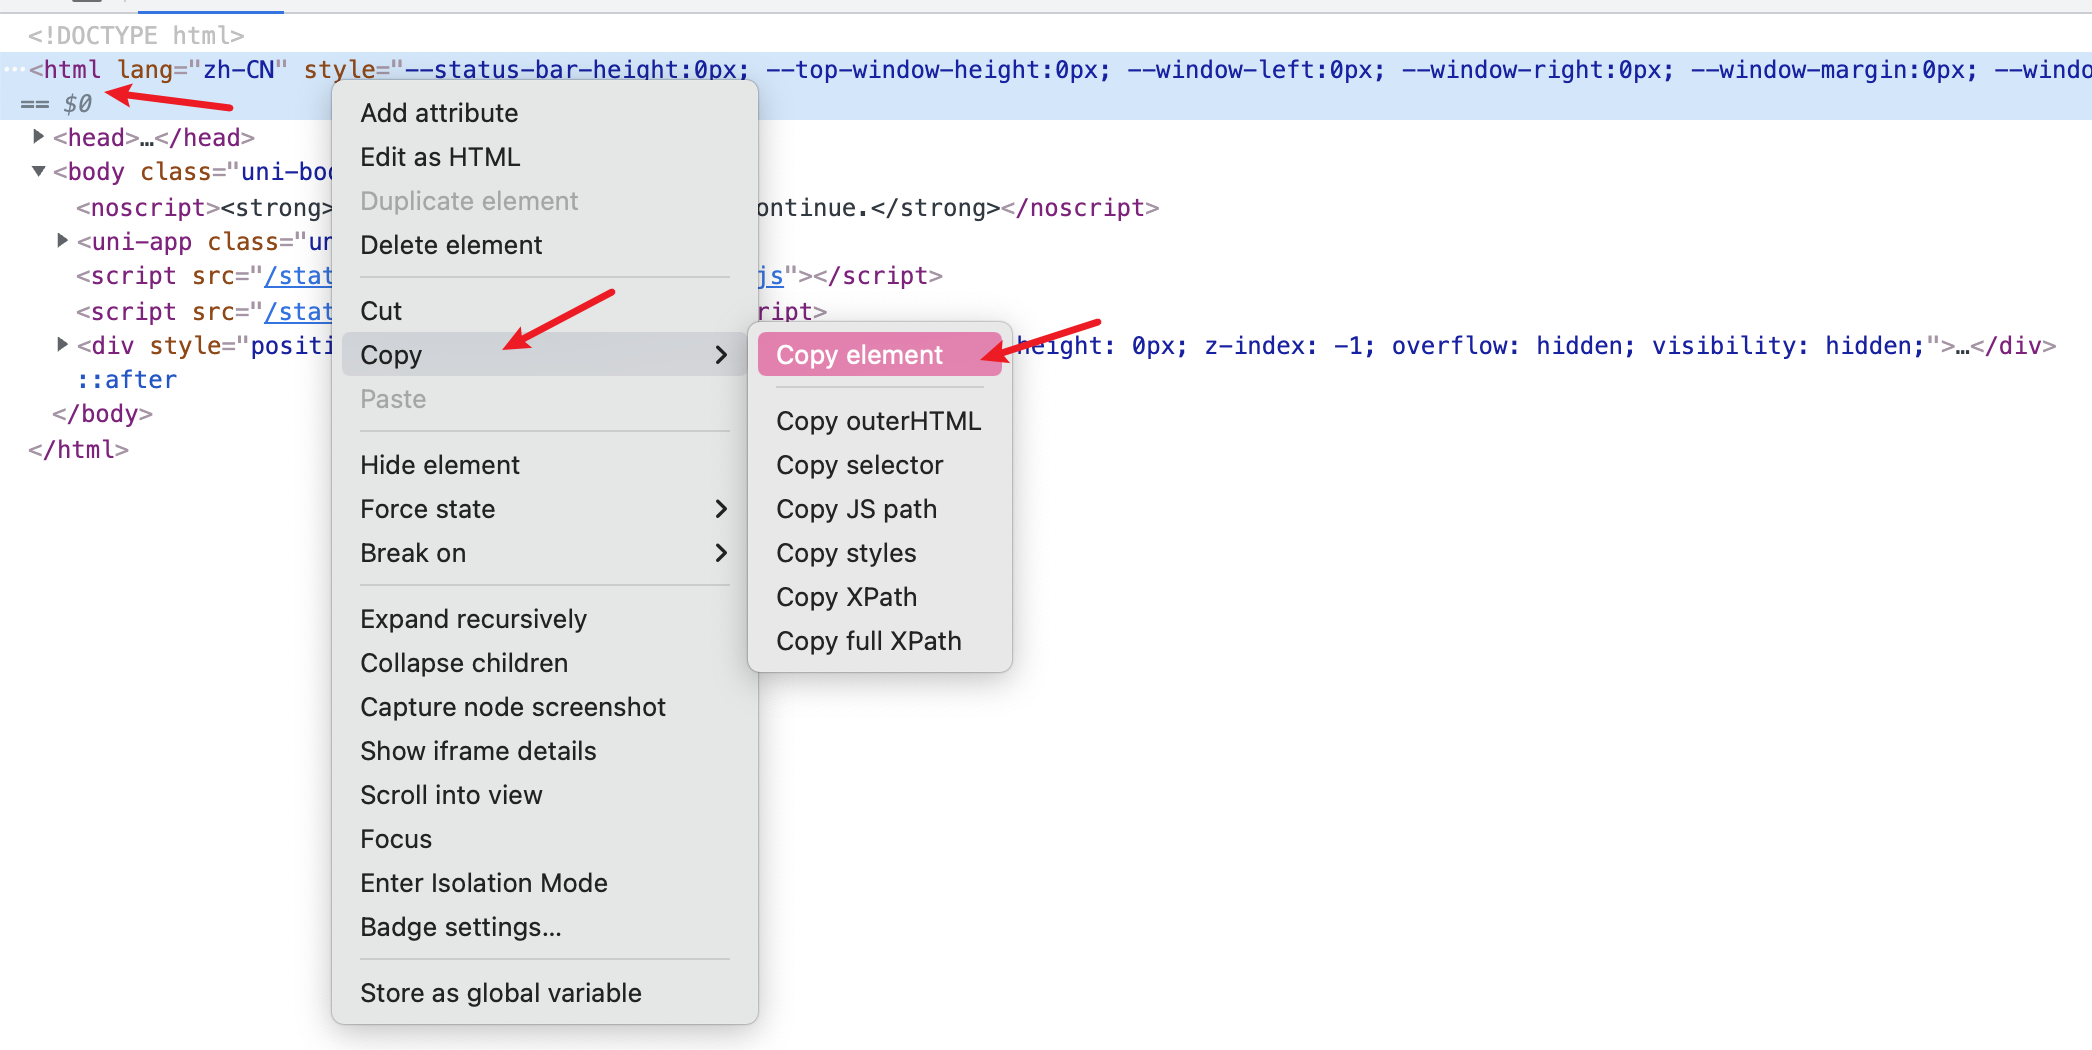 <!DOCTYPE html>
<html lang="zh-CN" style="--status-bar-height:0px; --top-window-height:0px; --window-left:0px; --window-right:0px; --window-margin:0px; --windo
== $0
<head>…</head>
<body class="uni-bod
<noscript><strong> ontinue.</strong></noscript>
<uni-app class="un
<script src="/stat js"></script>
<script src="/stat ript>
<div style="positi height: 0px; z-index: -1; overflow: hidden; visibility: hidden;">…</div>
::after
</body>
</html>
Add attribute
Edit as HTML
Duplicate element
Delete element
Cut
Copy
Paste
Hide element
Force state
Break on
Expand recursively
Collapse children
Capture node screenshot
Show iframe details
Scroll into view
Focus
Enter Isolation Mode
Badge settings...
Store as global variable
Copy element
Copy outerHTML
Copy selector
Copy JS path
Copy styles
Copy XPath
Copy full XPath